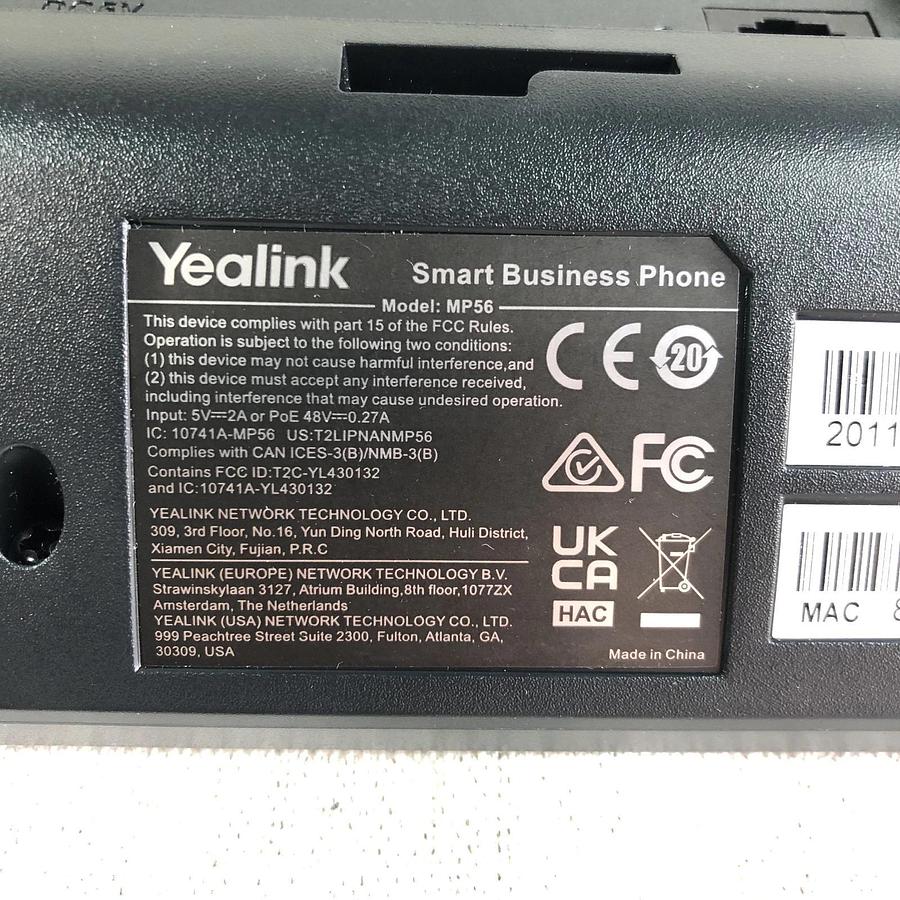 DC5V
Yealink
Smart Business Phone
Model: MP56
This device complies with part 15 of the FCC Rules.
Operation is subject to the following two conditions:
(1) this device may not cause harmful interference,and
(2) this device must accept any interference received,
including interference that may cause undesired operation.
Input: 5V⎓2A or PoE 48V⎓0.27A
IC: 10741A-MP56 US:T2LIPNANMP56
Complies with CAN ICES-3(B)/NMB-3(B)
Contains FCC ID:T2C-YL430132
and IC:10741A-YL430132
YEALINK NETWORK TECHNOLOGY CO., LTD.
309, 3rd Floor, No.16, Yun Ding North Road, Huli District,
Xiamen City, Fujian, P.R.C
YEALINK (EUROPE) NETWORK TECHNOLOGY B.V.
Strawinskylaan 3127, Atrium Building,8th floor,1077ZX
Amsterdam, The Netherlands
YEALINK (USA) NETWORK TECHNOLOGY CO., LTD.
999 Peachtree Street Suite 2300, Fulton, Atlanta, GA,
30309, USA
CE
20
FC
UK
CA
HAC
Made in China
2011
MAC